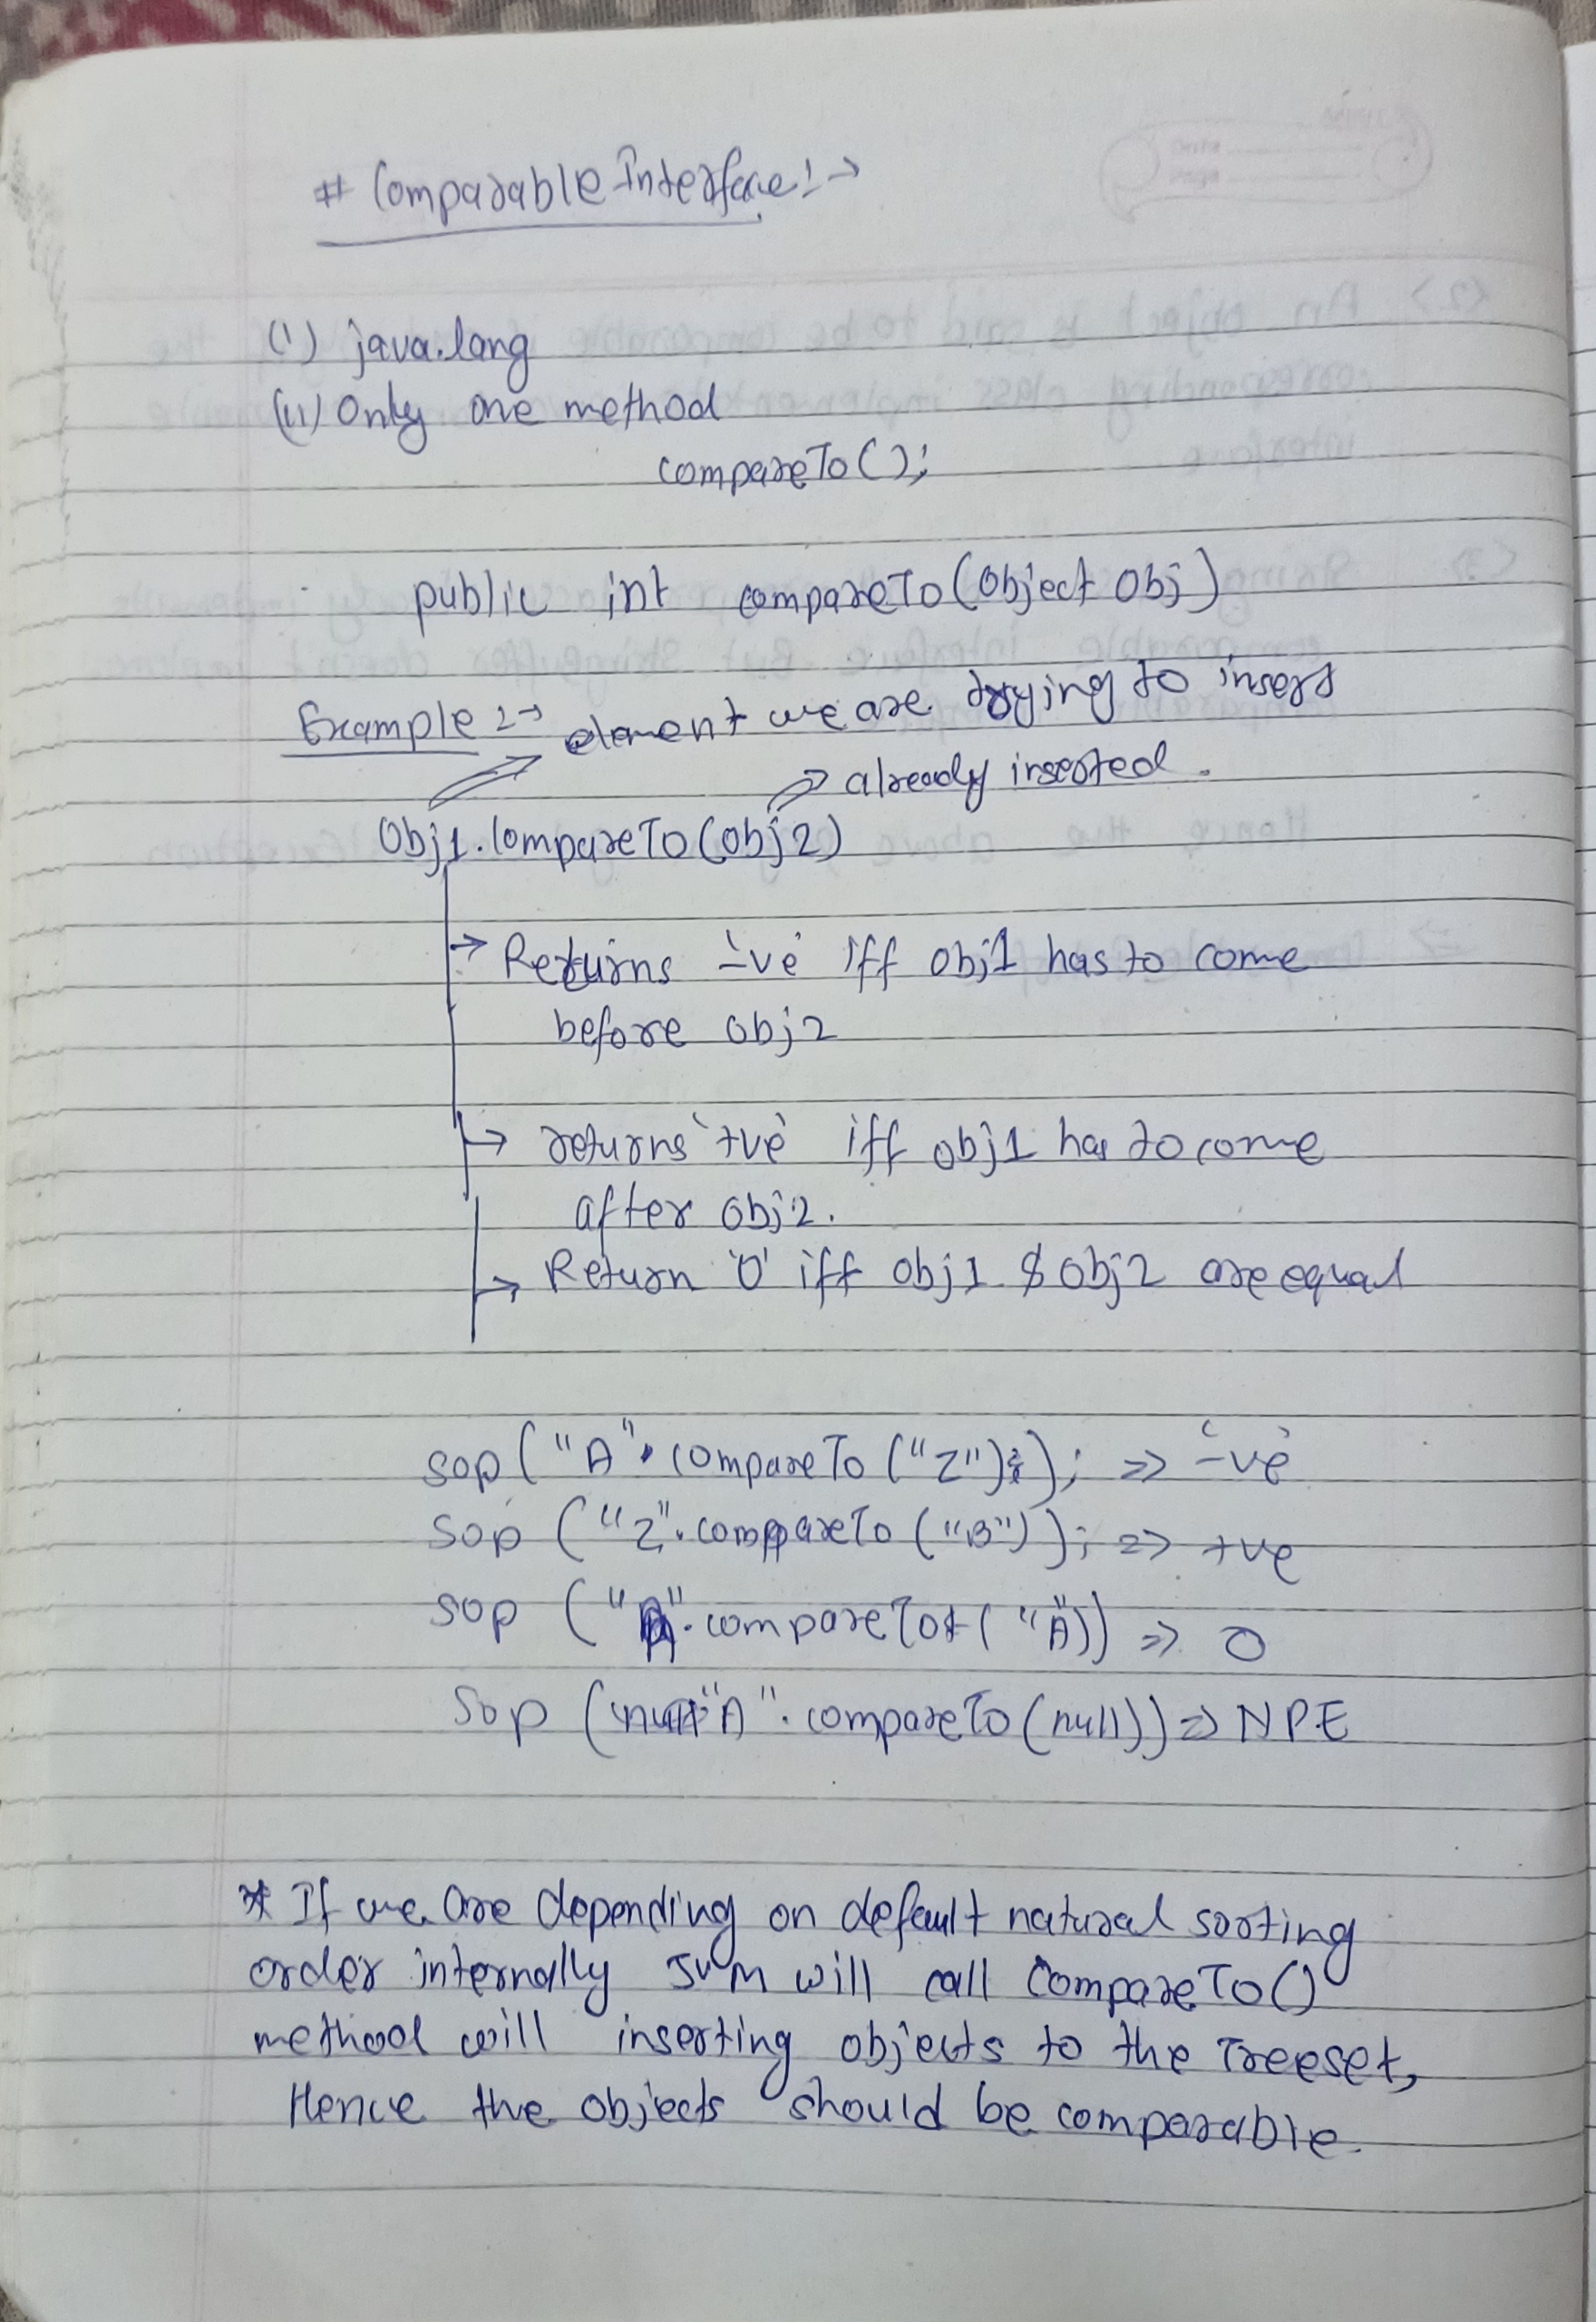 # Comparable Interface :→
(i) java.lang
(ii) Only one method
compareTo();
public int compareTo(Object Obj)
Example :→ element we are trying to insert
already inserted.
Obj1.compareTo(obj2)
→ Returns '-ve' iff obj1 has to come
before obj2
→ returns '+ve' iff obj1 has to come
after obj2.
→ Return '0' iff obj1 & obj2 are equal
sop ("A".compareTo("Z")); => '-ve'
sop ("Z".compareTo("B")); => +ve
sop ("A".compareTo("A")) => 0
sop ("A".compareTo(null)) => NPE
* If we are depending on default natural sorting
order internally JVM will call CompareTo()
method will inserting objects to the Treeset,
Hence the objects should be comparable.